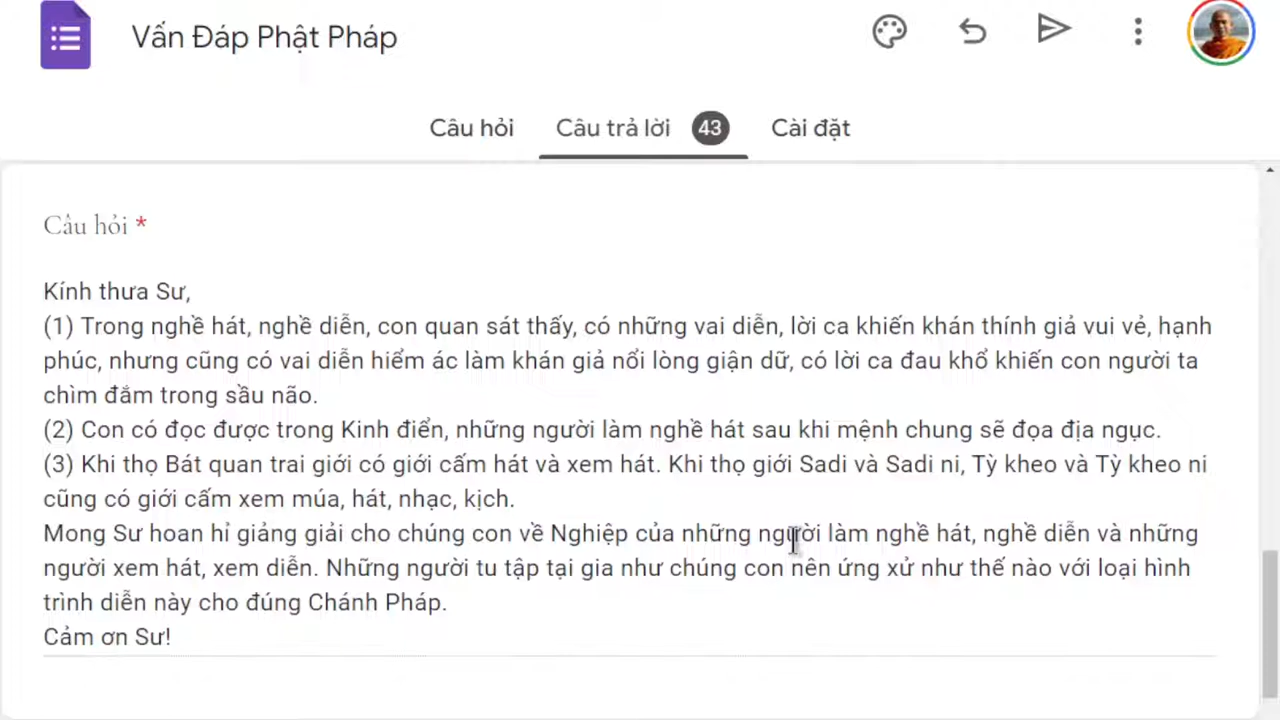 Vấn Đáp Phật Pháp
Câu hỏi
Câu trả lời
43
Cài đặt
Câu hỏi *
Kính thưa Sư,
(1) Trong nghề hát, nghề diễn, con quan sát thấy, có những vai diễn, lời ca khiến khán thính giả vui vẻ, hạnh
phúc, nhưng cũng có vai diễn hiểm ác làm khán giả nổi lòng giận dữ, có lời ca đau khổ khiến con người ta
chìm đắm trong sầu não.
(2) Con có đọc được trong Kinh điển, những người làm nghề hát sau khi mệnh chung sẽ đọa địa ngục.
(3) Khi thọ Bát quan trai giới có giới cấm hát và xem hát. Khi thọ giới Sadi và Sadi ni, Tỳ kheo và Tỳ kheo ni
cũng có giới cấm xem múa, hát, nhạc, kịch.
Mong Sư hoan hỉ giảng giải cho chúng con về Nghiệp của những người làm nghề hát, nghề diễn và những
người xem hát, xem diễn. Những người tu tập tại gia như chúng con nên ứng xử như thế nào với loại hình
trình diễn này cho đúng Chánh Pháp.
Cảm ơn Sư!